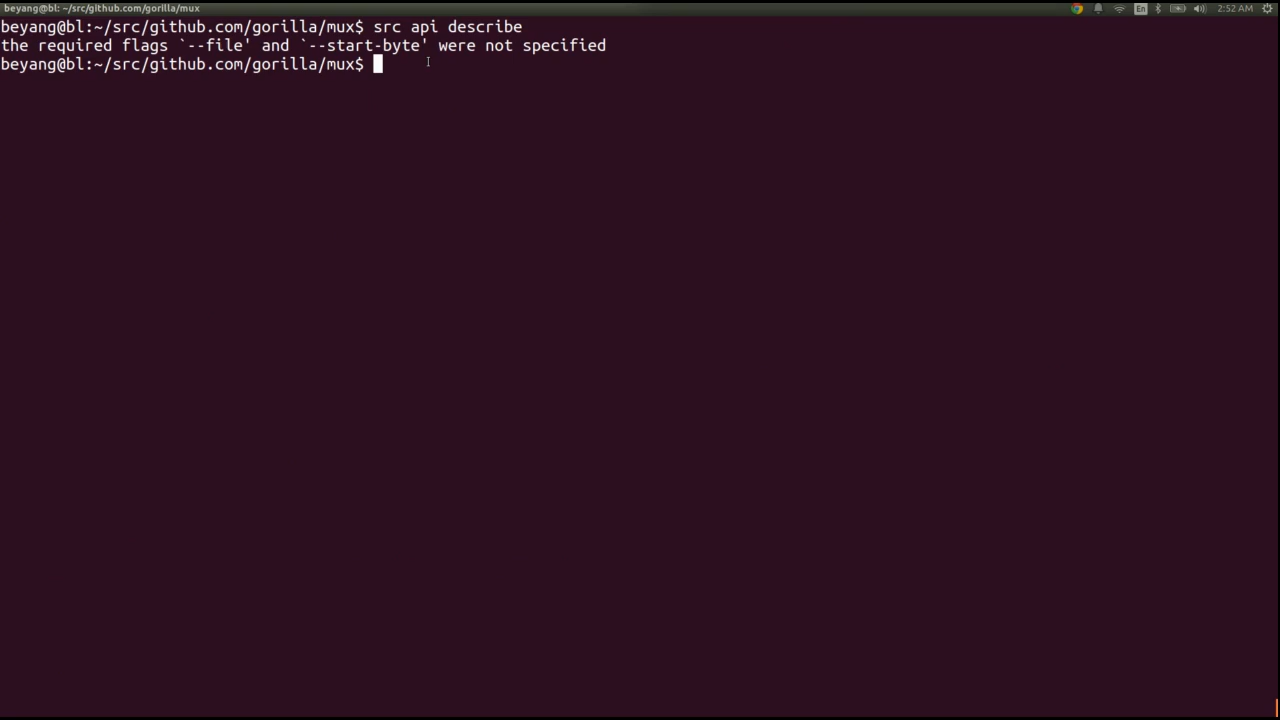 beyang@bl: ~/src/github.com/gorilla/mux
En
2:52 AM
beyang@bl:~/src/github.com/gorilla/mux$ src api describe
the required flags `--file' and `--start-byte' were not specified
beyang@bl:~/src/github.com/gorilla/mux$